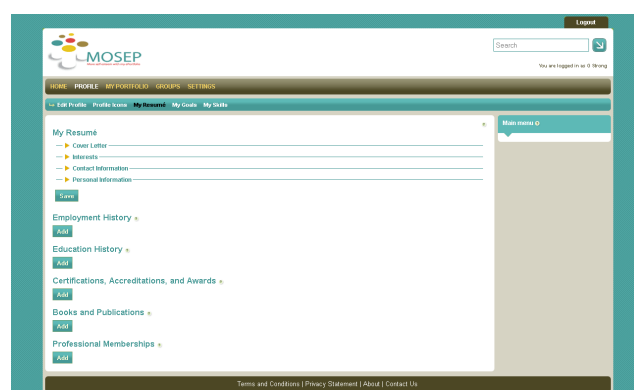 Logout
MOSEP
Search
You are logged in as O Strong
HOME PROFILE MY PORTFOLIO GROUPS SETTINGS
Edit Profile Profile Icons My Resumé My Goals My Skills
Main menu
My Resumé
Cover Letter
Interests
Contact Information
Personal Information
Save
Employment History
Add
Education History
Add
Certifications, Accreditations, and Awards
Add
Books and Publications
Add
Professional Memberships
Add
Terms and Conditions | Privacy Statement | About | Contact Us